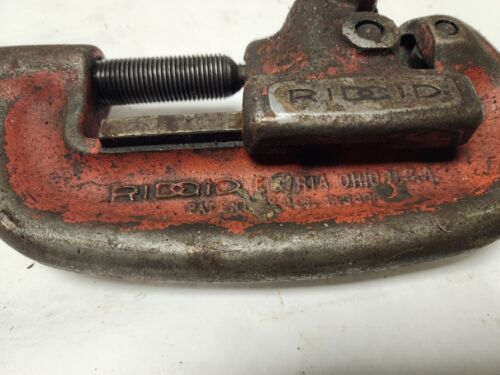 RIDGID
RIDGID ELYRIA, OHIO, U.S.A.